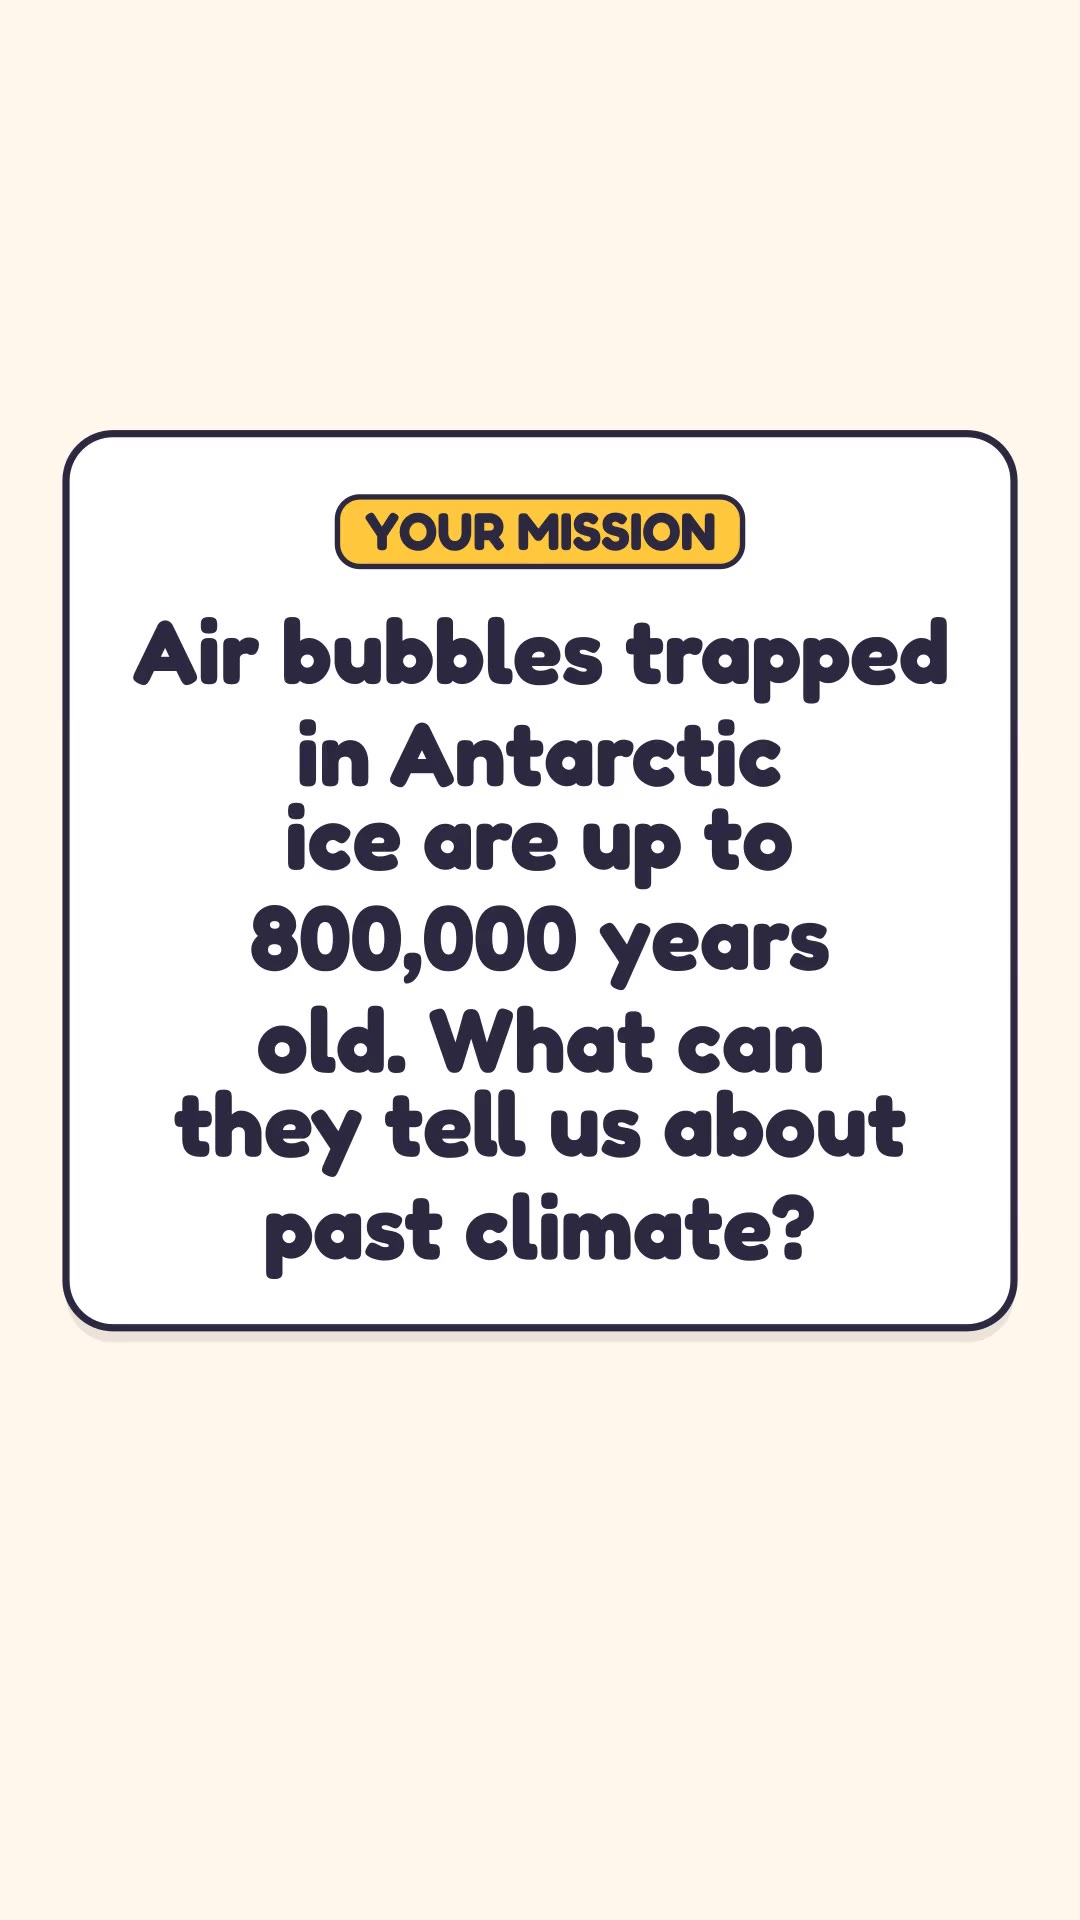 YOUR MISSION
Air bubbles trapped
in Antarctic
ice are up to
800,000 years
old. What can
they tell us about
past climate?